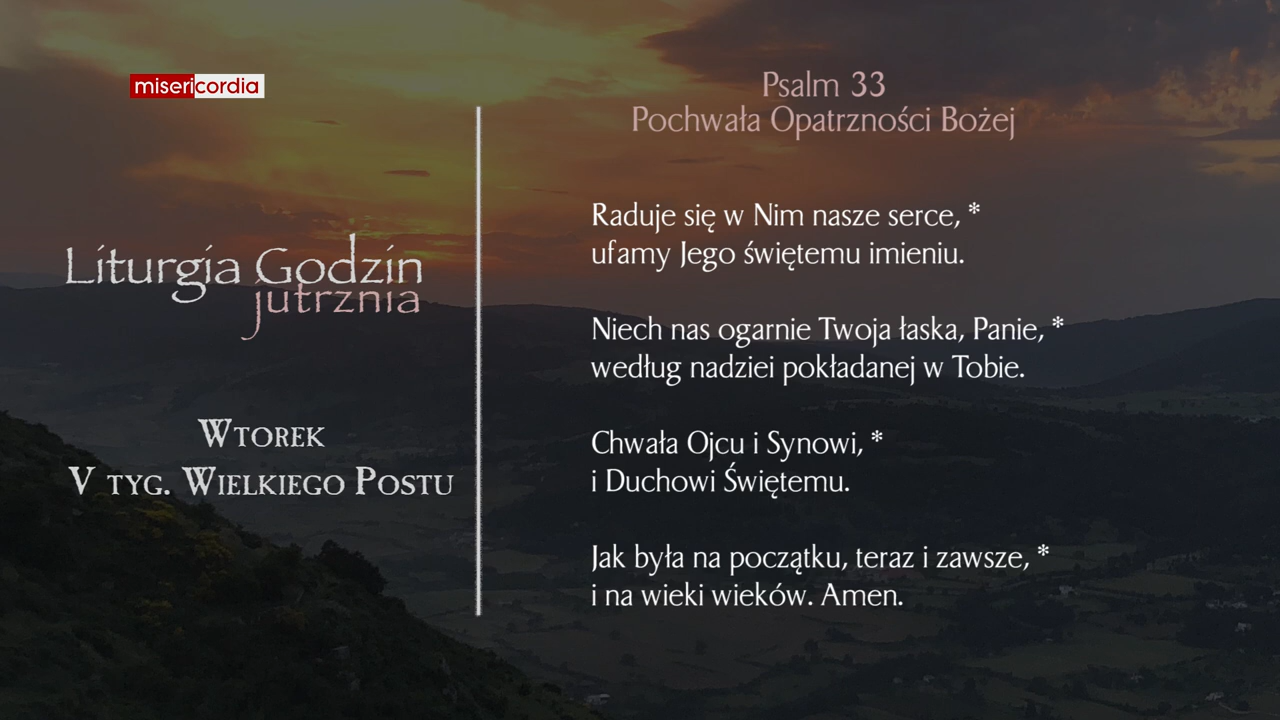 misericordia
Liturgia Godzin
jutrznia
Wtorek
V tyg. Wielkiego Postu
Psalm 33
Pochwała Opatrzności Bożej
Raduje się w Nim nasze serce, *
ufamy Jego świętemu imieniu.
Niech nas ogarnie Twoja łaska, Panie, *
według nadziei pokładanej w Tobie.
Chwała Ojcu i Synowi, *
i Duchowi Świętemu.
Jak była na początku, teraz i zawsze, *
i na wieki wieków. Amen.